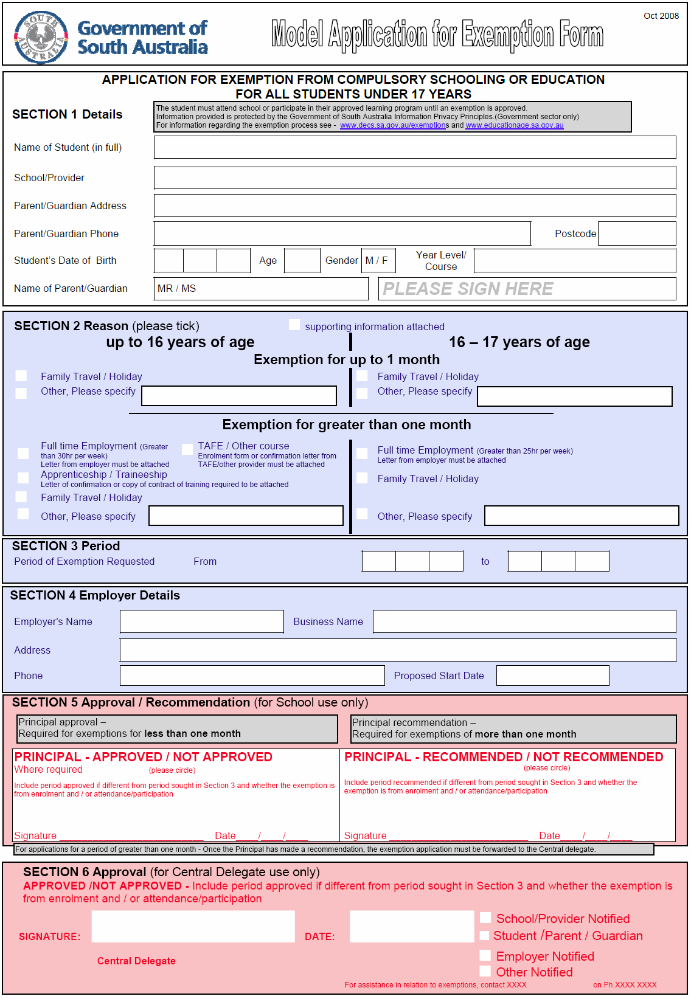 Oct 2008
SOUTH AUSTRALIA
Government of
South Australia
Model Application for Exemption Form
APPLICATION FOR EXEMPTION FROM COMPULSORY SCHOOLING OR EDUCATION
FOR ALL STUDENTS UNDER 17 YEARS
SECTION 1 Details
The student must attend school or participate in their approved learning program until an exemption is approved.
Information provided is protected by the Government of South Australia Information Privacy Principles.(Government sector only)
For information regarding the exemption process see - www.decs.sa.gov.au/exemptions and www.educationage.sa.gov.au
Name of Student (in full)
School/Provider
Parent/Guardian Address
Parent/Guardian Phone Postcode
Student's Date of Birth Age Gender M / F Year Level/
Course
Name of Parent/Guardian MR / MS PLEASE SIGN HERE
SECTION 2 Reason (please tick) supporting information attached
up to 16 years of age 16 – 17 years of age
Exemption for up to 1 month
Family Travel / Holiday Family Travel / Holiday
Other, Please specify Other, Please specify
Exemption for greater than one month
Full time Employment (Greater
than 30hr per week)
Letter from employer must be attached
TAFE / Other course
Enrolment form or confirmation letter from
TAFE/other provider must be attached
Full time Employment (Greater than 25hr per week)
Letter from employer must be attached
Apprenticeship / Traineeship
Letter of confirmation or copy of contract of training required to be attached
Family Travel / Holiday
Family Travel / Holiday
Other, Please specify Other, Please specify
SECTION 3 Period
Period of Exemption Requested From to
SECTION 4 Employer Details
Employer's Name Business Name
Address
Phone Proposed Start Date
SECTION 5 Approval / Recommendation (for School use only)
Principal approval –
Required for exemptions for less than one month
Principal recommendation –
Required for exemptions of more than one month
PRINCIPAL - APPROVED / NOT APPROVED
Where required (please circle)
Include period approved if different from period sought in Section 3 and whether the exemption is
from enrolment and / or attendance/participation
Signature __________________________ Date____/____/____
PRINCIPAL - RECOMMENDED / NOT RECOMMENDED
(please circle)
Include period recommended if different from period sought in Section 3 and whether the
exemption is from enrolment and / or attendance/participation
Signature __________________________ Date____/____/____
For applications for a period of greater than one month - Once the Principal has made a recommendation, the exemption application must be forwarded to the Central delegate.
SECTION 6 Approval (for Central Delegate use only)
APPROVED /NOT APPROVED - Include period approved if different from period sought in Section 3 and whether the exemption is
from enrolment and / or attendance/participation
SIGNATURE: DATE:
Central Delegate
School/Provider Notified
Student /Parent / Guardian
Employer Notified
Other Notified
For assistance in relation to exemptions, contact XXXX on Ph XXXX XXXX